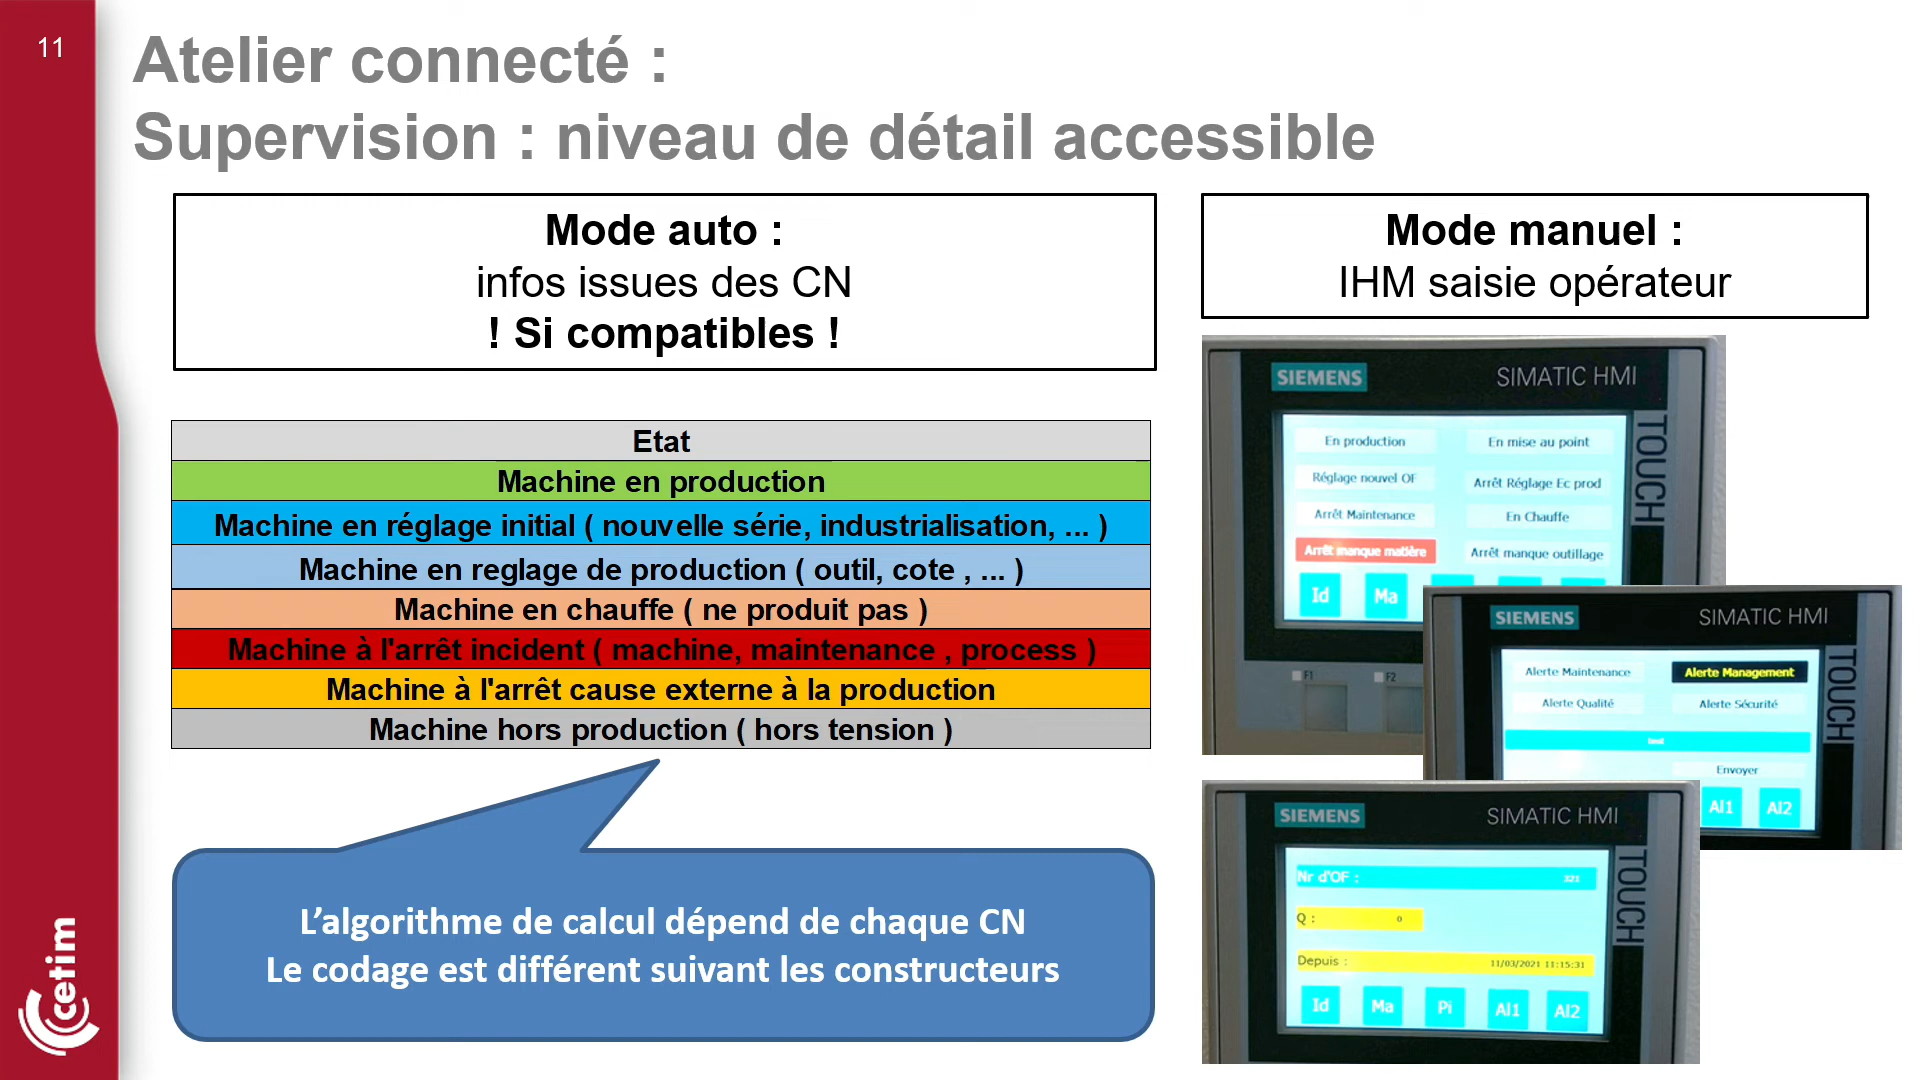 11
Atelier connecté :
Supervision : niveau de détail accessible
Mode auto :
infos issues des CN
! Si compatibles !
Etat
Machine en production
Machine en réglage initial ( nouvelle série, industrialisation, ... )
Machine en reglage de production ( outil, cote , ... )
Machine en chauffe ( ne produit pas )
Machine à l'arrêt incident ( machine, maintenance , process )
Machine à l'arrêt cause externe à la production
Machine hors production ( hors tension )
L’algorithme de calcul dépend de chaque CN
Le codage est différent suivant les constructeurs
Mode manuel :
IHM saisie opérateur
SIEMENS
SIMATIC HMI
TOUCH
En production
En mise au point
Réglage nouvel OF
Arrêt Réglage Ec prod
Arrêt Maintenance
En Chauffe
Arrêt manque matière
Arrêt manque outillage
Id
Ma
F1
F2
SIEMENS
SIMATIC HMI
TOUCH
Alerte Maintenance
Alerte Management
Alerte Qualité
Alerte Sécurité
Envoyer
Al1
Al2
SIEMENS
SIMATIC HMI
TOUCH
Nr d'OF :
321
Q :
0
Depuis :
11/03/2021 11:15:31
Id
Ma
Pi
Al1
Al2
cetim